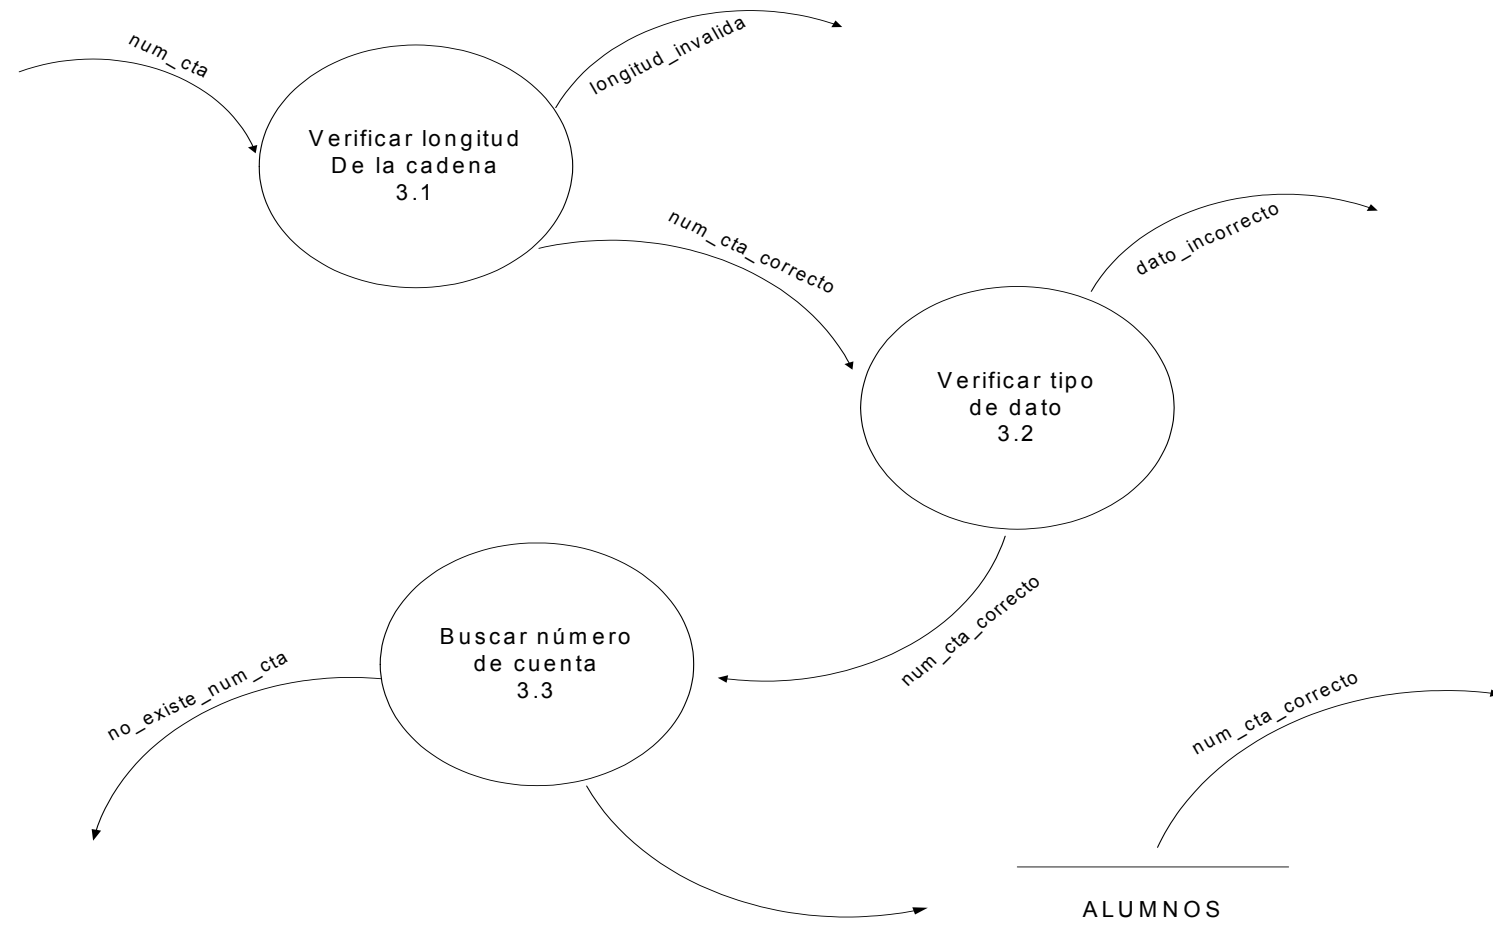 num_cta
longitud_invalida
Verificar longitud
De la cadena
3.1
num_cta_correcto
dato_incorrecto
Verificar tipo
de dato
3.2
num_cta_correcto
Buscar número
de cuenta
3.3
no_existe_num_cta
num_cta_correcto
ALUMNOS